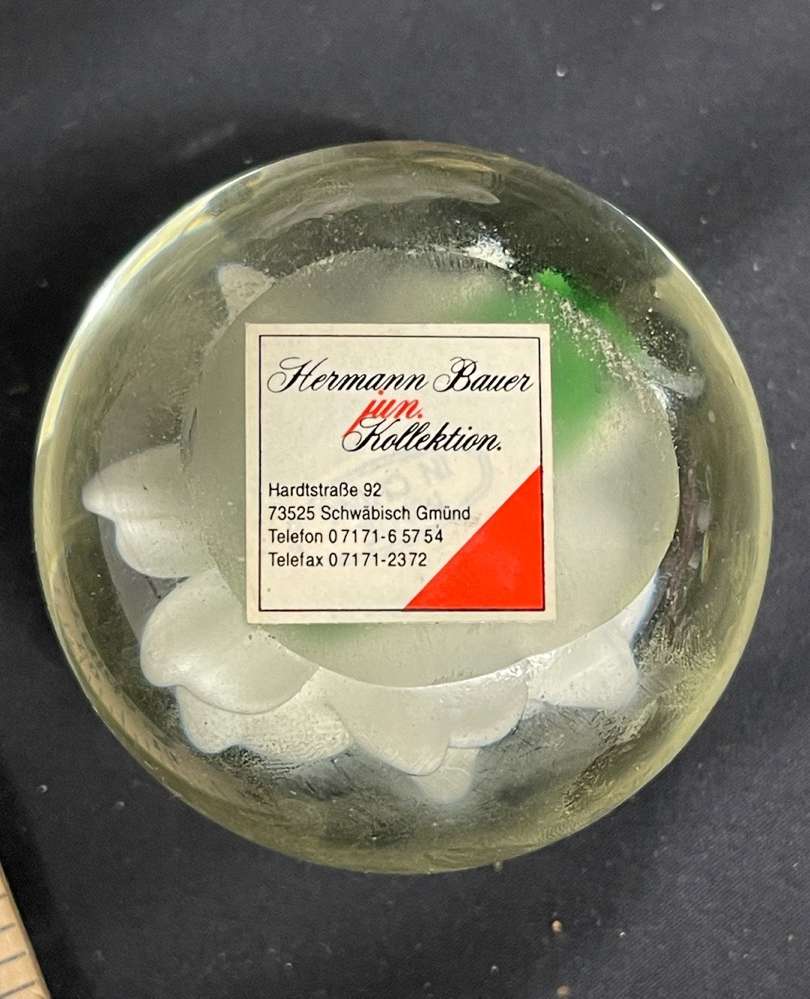 Hermann Bauer
jun.
Kollektion.
Hardtstraße 92
73525 Schwäbisch Gmünd
Telefon 07171-6 57 54
Telefax 07171-2372